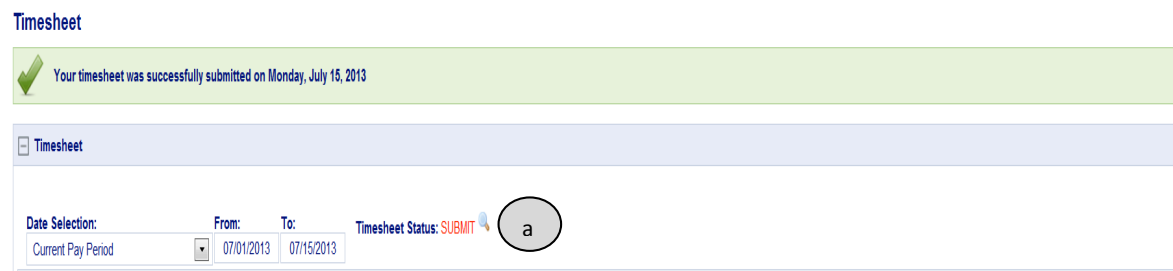 Timesheet
Your timesheet was successfully submitted on Monday, July 15, 2013
Timesheet
Date Selection: From: To: Timesheet Status: SUBMIT a
Current Pay Period 07/01/2013 07/15/2013